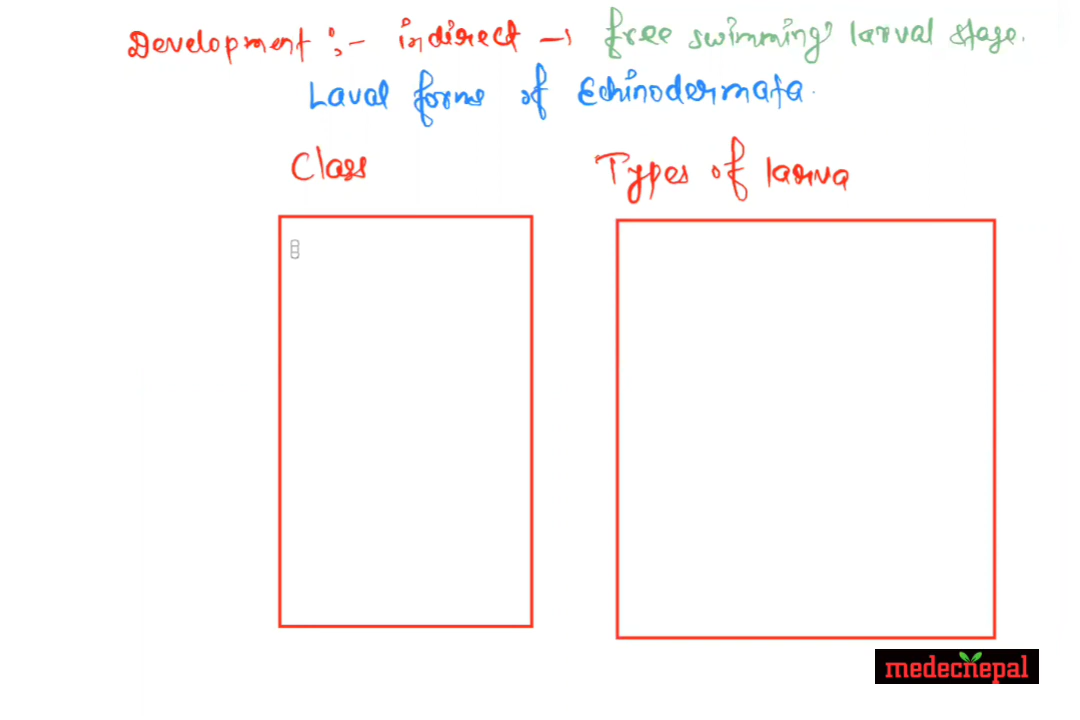 Development :- indirect → free swimming larval stage.
Laval forms of Echinodermata.
Class
Types of larva
medecnepal